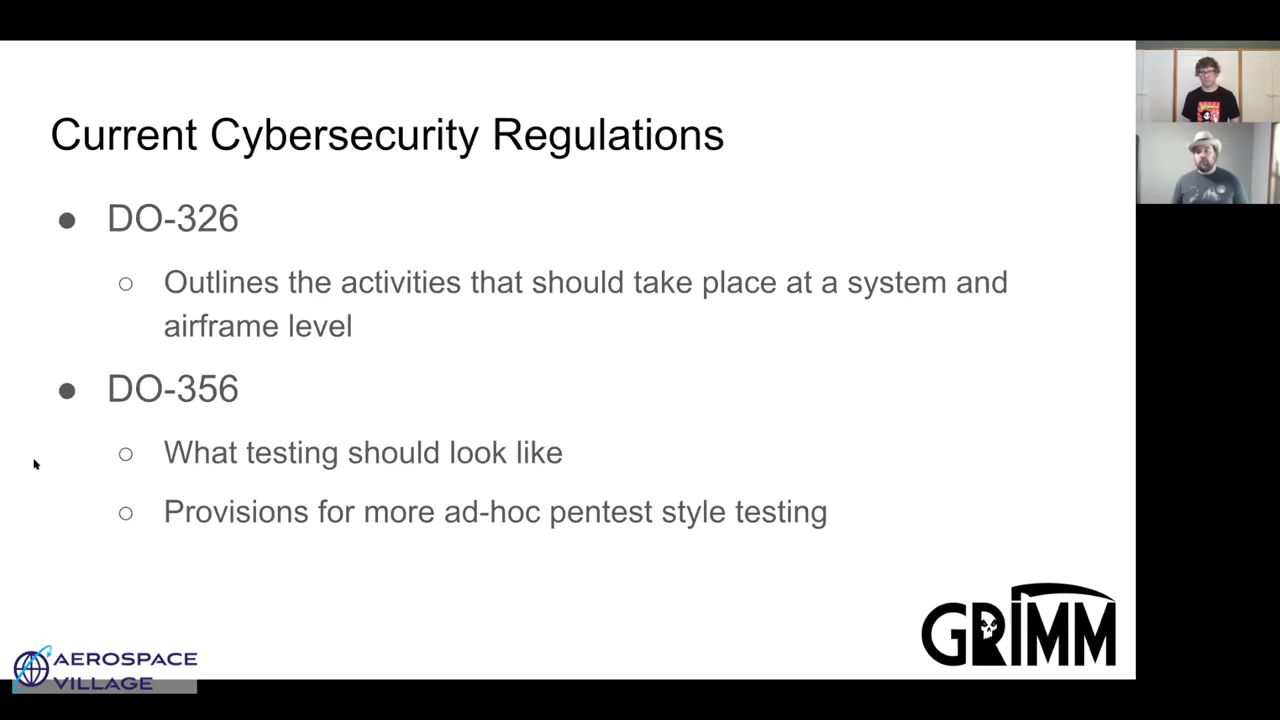 Current Cybersecurity Regulations
● DO-326
○ Outlines the activities that should take place at a system and
airframe level
● DO-356
○ What testing should look like
○ Provisions for more ad-hoc pentest style testing
GRIMM
AEROSPACE
VILLAGE